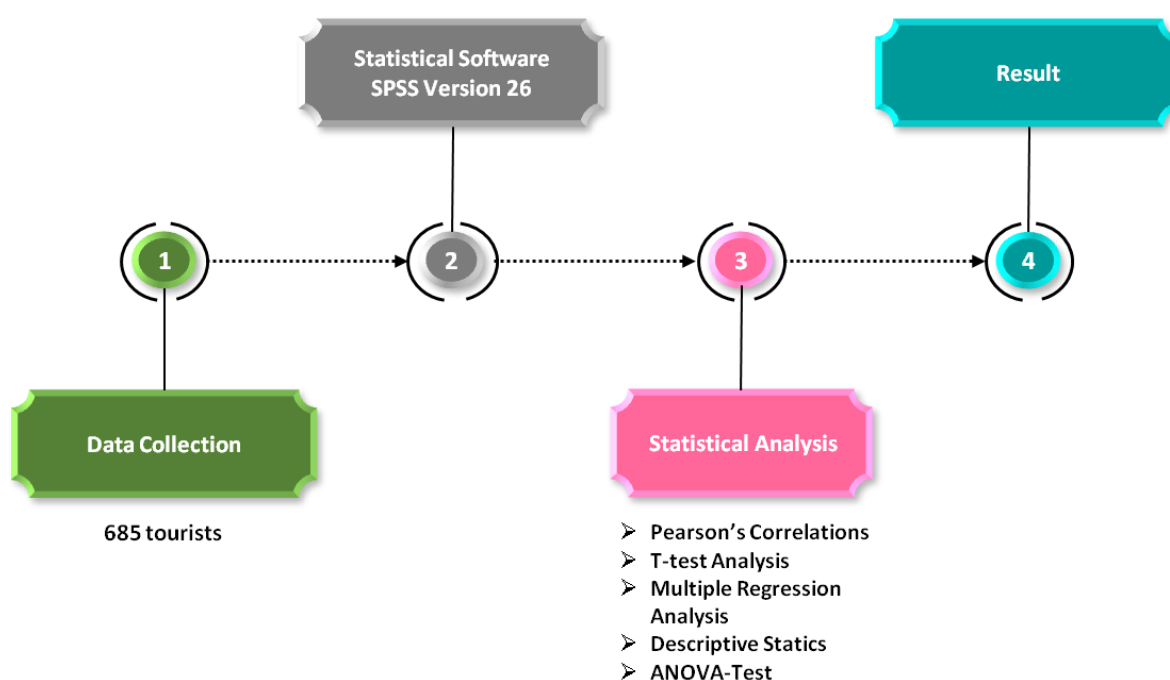 Statistical Software
SPSS Version 26
Result
1
2
3
4
Data Collection
Statistical Analysis
685 tourists
➢ Pearson's Correlations
➢ T-test Analysis
➢ Multiple Regression
Analysis
➢ Descriptive Statics
➢ ANOVA-Test